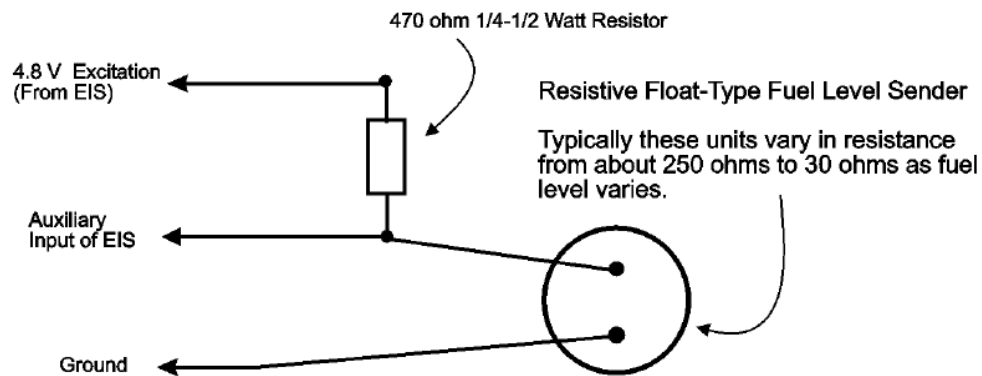 470 ohm 1/4-1/2 Watt Resistor
4.8 V Excitation
(From EIS)
Resistive Float-Type Fuel Level Sender
Typically these units vary in resistance
from about 250 ohms to 30 ohms as fuel
level varies.
Auxiliary
Input of EIS
Ground